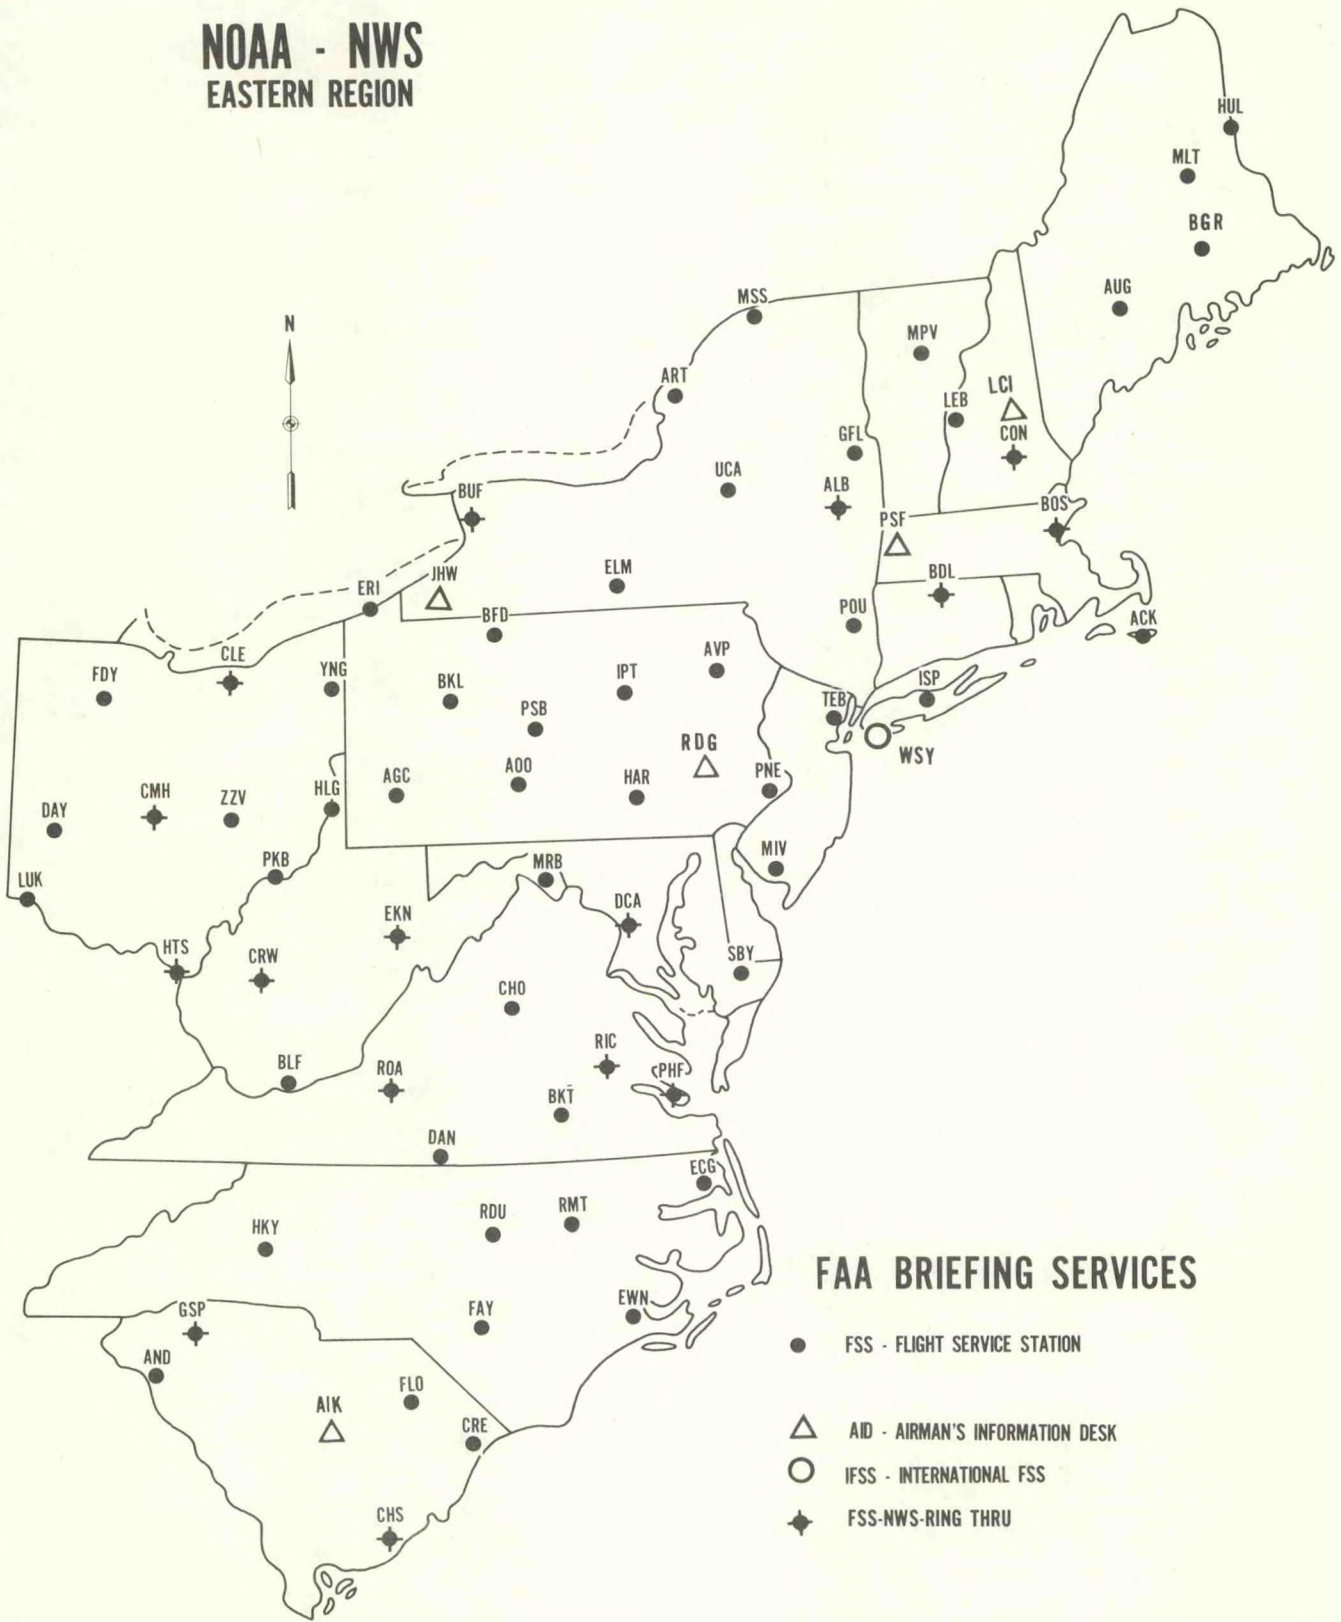 NOAA - NWS
EASTERN REGION
HUL
MLT
BGR
AUG
MSS
MPV
N
ART
LCI
LEB
CON
GFL
UCA
ALB
BUF
BOS
PSF
ELM
BDL
JHW
ERI
POU
BFD
ACK
CLE
AVP
FDY
YNG
IPT
ISP
BKL
TEB
PSB
RDG
WSY
AOO
PNE
AGC
HAR
HLG
CMH
ZZV
DAY
MIV
PKB
MRB
LUK
DCA
EKN
HTS
CRW
SBY
CHO
RIC
BLF
ROA
PHF
BKT
DAN
ECG
RMT
RDU
HKY
FAA BRIEFING SERVICES
EWN
GSP
FAY
FSS - FLIGHT SERVICE STATION
AND
FLO
AIK
CRE
AID - AIRMAN'S INFORMATION DESK
IFSS - INTERNATIONAL FSS
CHS
FSS-NWS-RING THRU